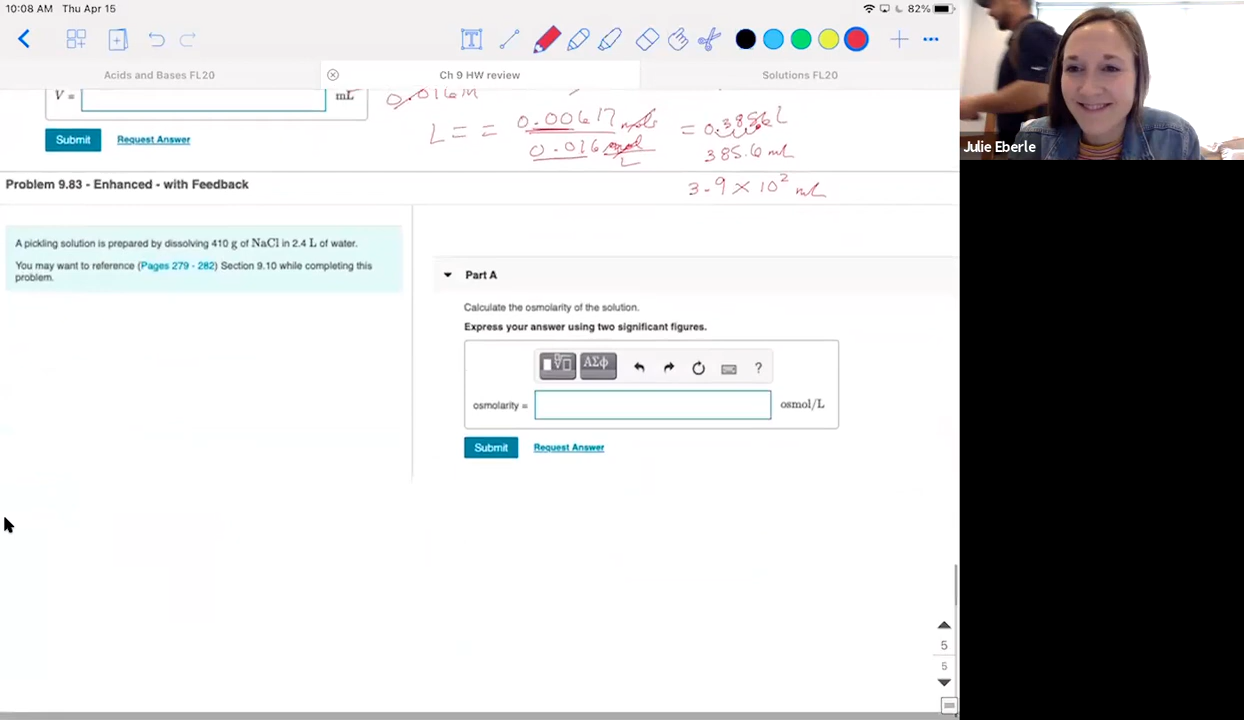 10:08 AM Thu Apr 15
82%
T
Acids and Bases FL20
Ch 9 HW review
Solutions FL20
V =
mL
0.016M
Submit
Request Answer
L = = 0.00617 mols = 0.3856 L
0.016 mol
L
385.6 mL
3.9 × 10² mL
Problem 9.83 - Enhanced - with Feedback
A pickling solution is prepared by dissolving 410 g of NaCl in 2.4 L of water.
You may want to reference (Pages 279 - 282) Section 9.10 while completing this
problem.
Part A
Calculate the osmolarity of the solution.
Express your answer using two significant figures.
ΑΣϕ
?
osmolarity =
osmol/L
Submit
Request Answer
5
5
Julie Eberle